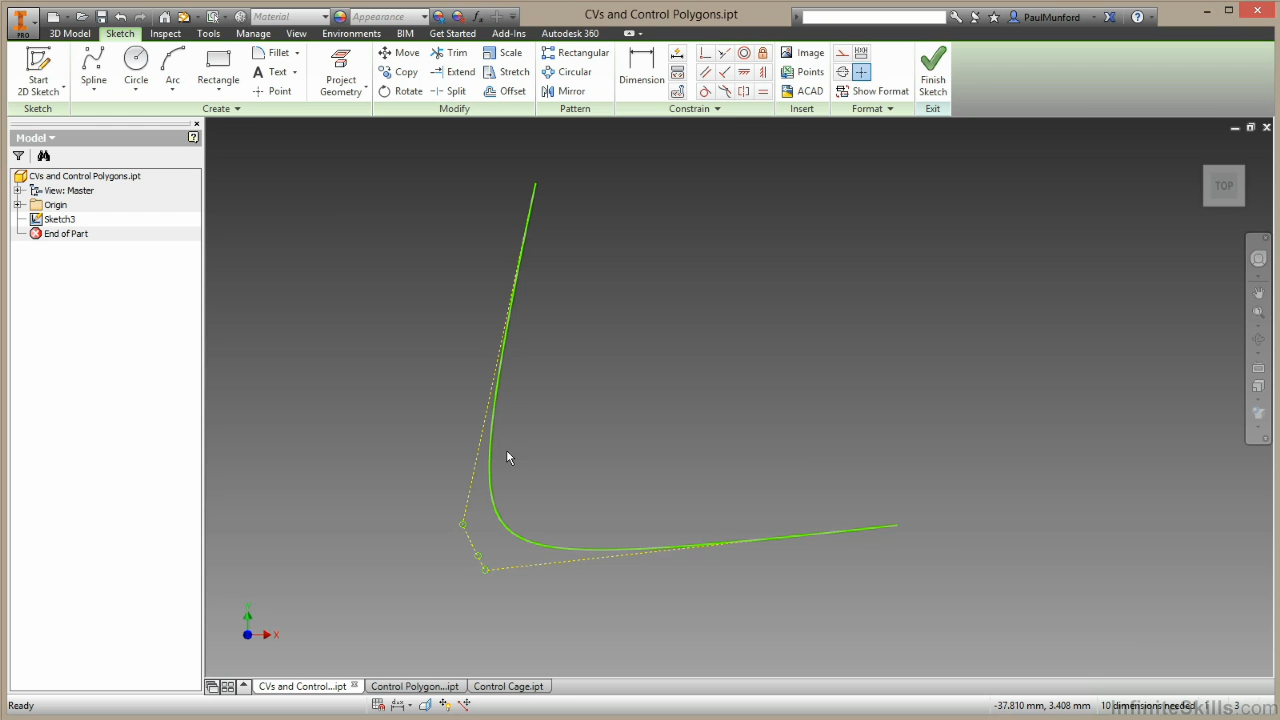 PRO
Material
Appearance
CVs and Control Polygons.ipt
PaulMunford
3D Model Sketch Inspect Tools Manage View Environments BIM Get Started Add-Ins Autodesk 360
Start
2D Sketch
Spline
Circle
Arc
Rectangle
Fillet
Text
Point
Project
Geometry
Move Trim Scale
Copy Extend Stretch
Rotate Split Offset
Rectangular
Circular
Mirror
Dimension
Image
Points
ACAD
Show Format
Finish
Sketch
Sketch Create Modify Pattern Constrain Insert Format Exit
Model
CVs and Control Polygons.ipt
View: Master
Origin
Sketch3
End of Part
TOP
Y
X
CVs and Control...ipt Control Polygon...ipt Control Cage.ipt
Ready
-37.810 mm, 3.408 mm 10 dimensions needed 3
InfiniteSkills.com